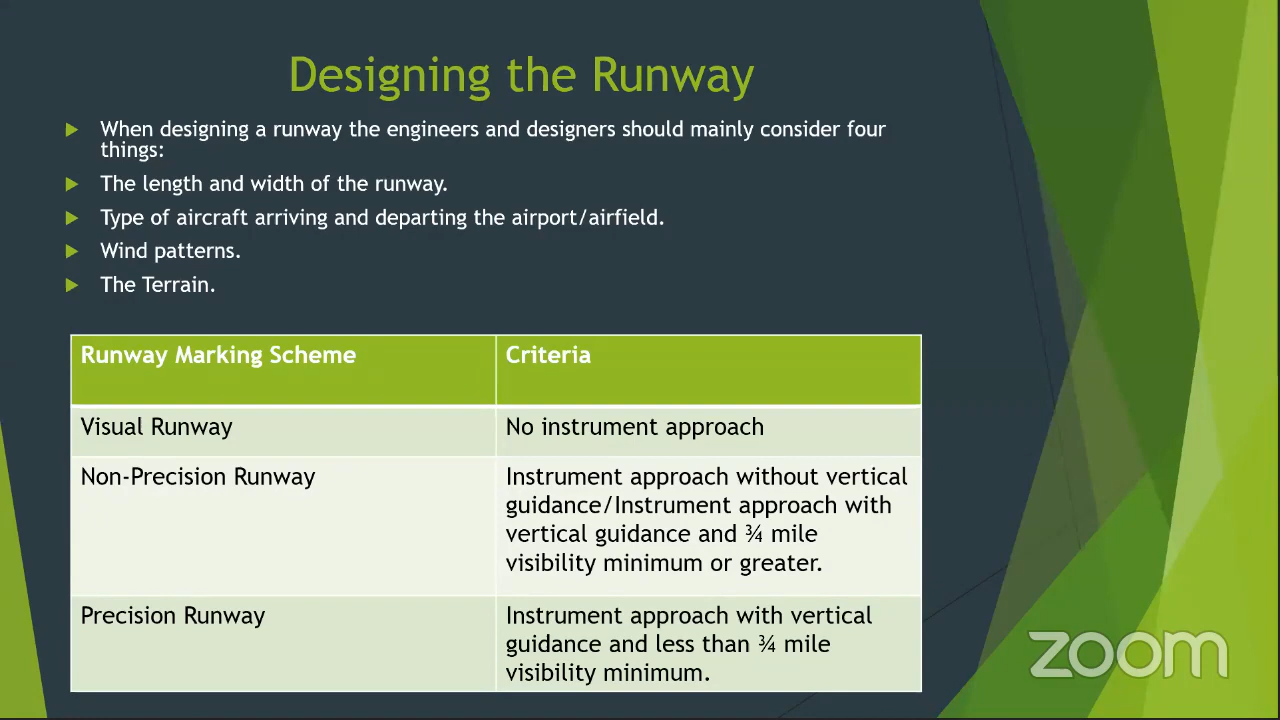 Designing the Runway
When designing a runway the engineers and designers should mainly consider four
things:
The length and width of the runway.
Type of aircraft arriving and departing the airport/airfield.
Wind patterns.
The Terrain.
Runway Marking Scheme
Criteria
Visual Runway
No instrument approach
Non-Precision Runway
Instrument approach without vertical
guidance/Instrument approach with
vertical guidance and ¾ mile
visibility minimum or greater.
Precision Runway
Instrument approach with vertical
guidance and less than ¾ mile
visibility minimum.
zoom